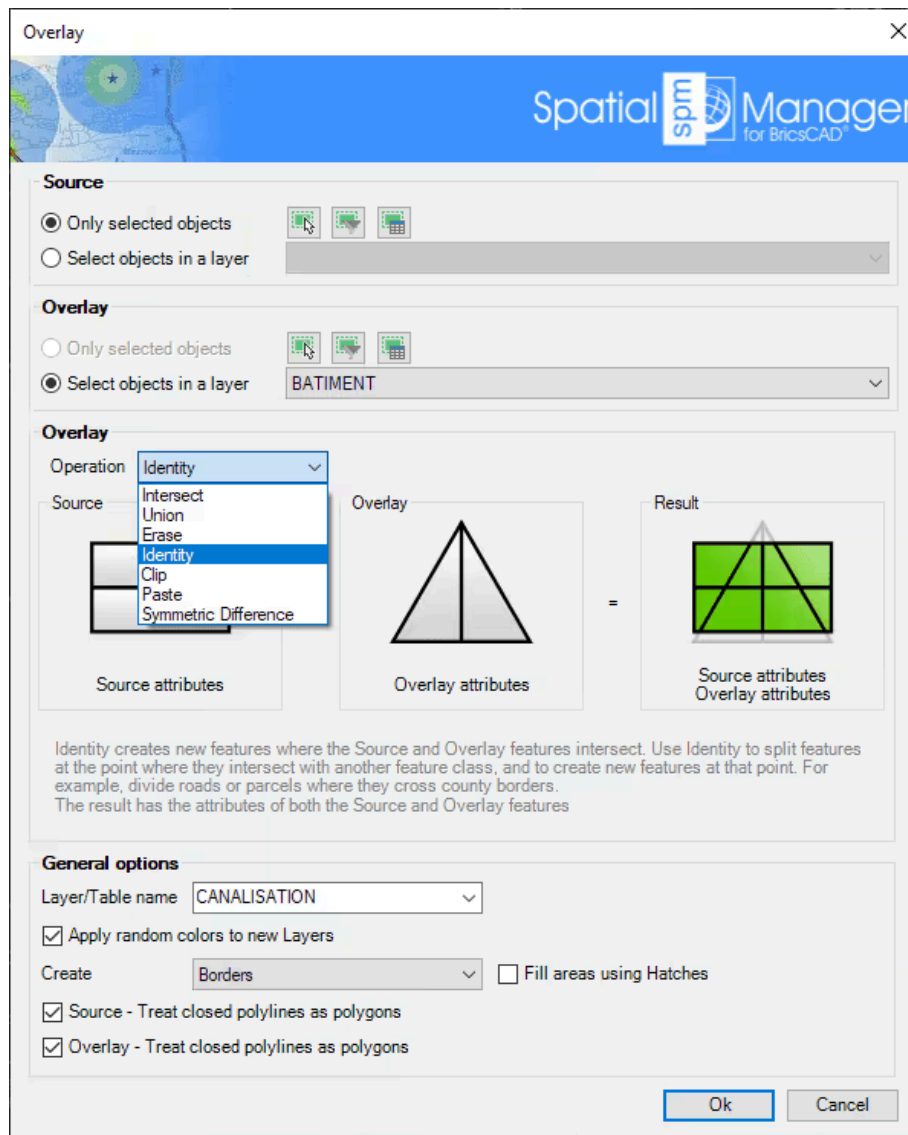 Overlay
Spatial spm Manager
for BricsCAD®
Source
Only selected objects
Select objects in a layer
Overlay
Only selected objects
Select objects in a layer BATIMENT
Overlay
Operation Identity
Intersect
Union
Erase
Identity
Clip
Paste
Symmetric Difference
Source
Overlay
Result
=
Source attributes
Overlay attributes
Source attributes
Overlay attributes
Identity creates new features where the Source and Overlay features intersect. Use Identity to split features
at the point where they intersect with another feature class, and to create new features at that point. For
example, divide roads or parcels where they cross county borders.
The result has the attributes of both the Source and Overlay features
General options
Layer/Table name CANALISATION
Apply random colors to new Layers
Create Borders Fill areas using Hatches
Source - Treat closed polylines as polygons
Overlay - Treat closed polylines as polygons
Ok Cancel